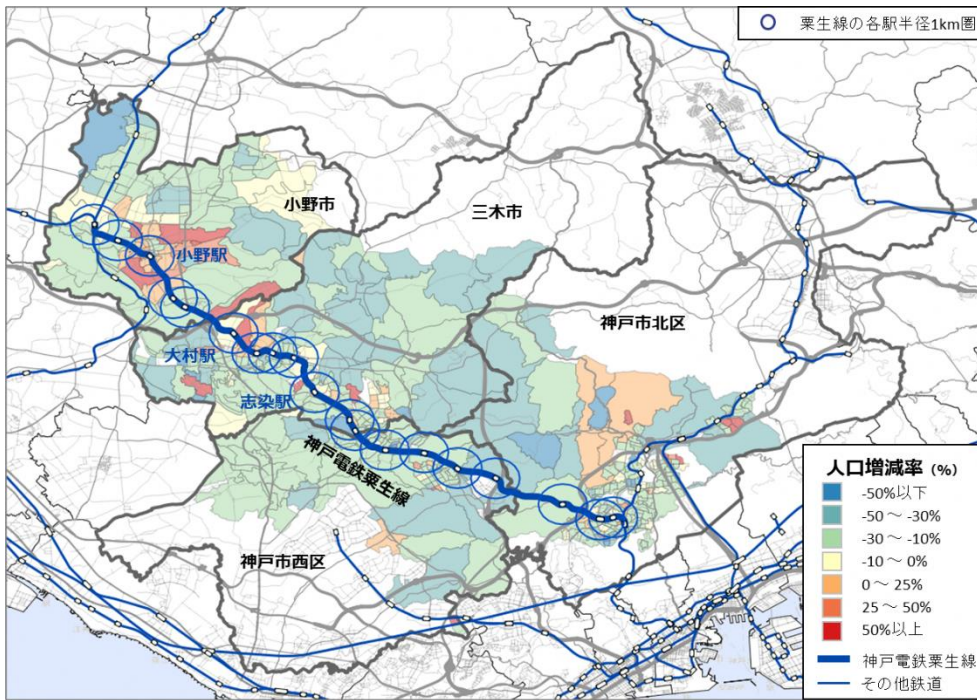 栗生線の各駅半径1km圏
小野市
三木市
小野駅
神戸市北区
大村駅
志染駅
神戸電鉄粟生線
神戸市西区
人口増減率(%)
-50%以下
-50～-30%
-30～-10%
-10～0%
0～25%
25～50%
50%以上
神戸電鉄粟生線
その他鉄道